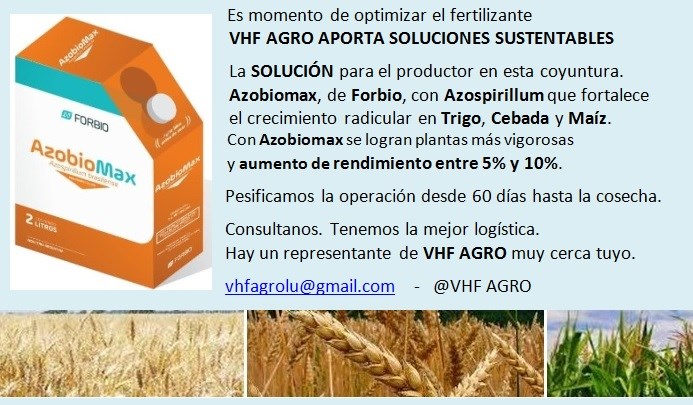 Es momento de optimizar el fertilizante
VHF AGRO APORTA SOLUCIONES SUSTENTABLES
La SOLUCIÓN para el productor en esta coyuntura.
Azobiomax, de Forbio, con Azospirillum que fortalece
el crecimiento radicular en Trigo, Cebada y Maíz.
Con Azobiomax se logran plantas más vigorosas
y aumento de rendimiento entre 5% y 10%.
Pesificamos la operación desde 60 días hasta la cosecha.
Consultanos. Tenemos la mejor logística.
Hay un representante de VHF AGRO muy cerca tuyo.
vhfagrolu@gmail.com - @VHF AGRO
AzobioMax
FORBIO
AzobioMax
Azospirillum brasilense
2
LITROS
AzobioMax
FORBIO